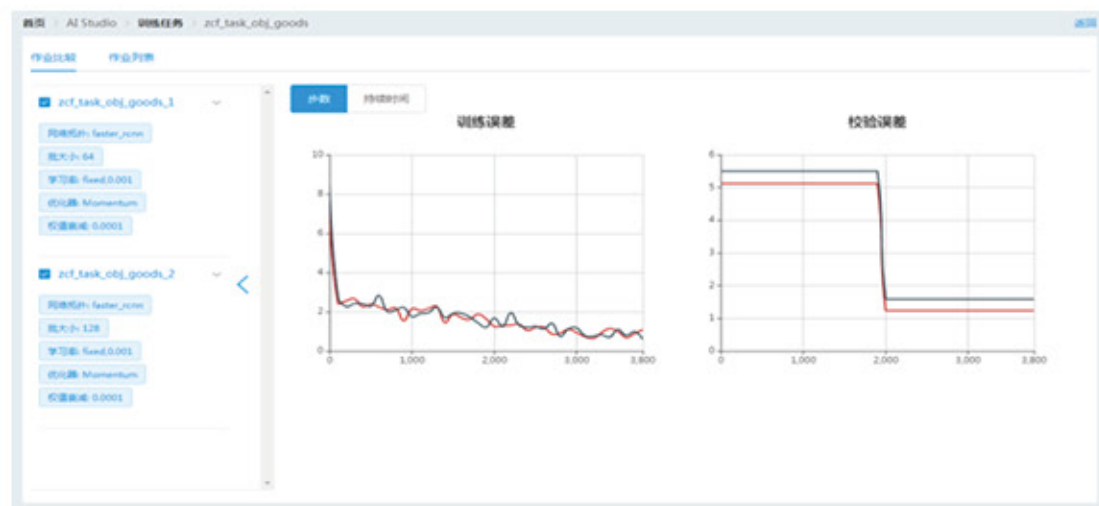 首页 AI Studio 训练任务 zcf_task_obj_goods 返回
作业比较 作业列表
zcf_task_obj_goods_1
网络拓扑: faster_rcnn
批大小: 64
学习率: fixed,0.001
优化器: Momentum
权值衰减: 0.0001
zcf_task_obj_goods_2
网络拓扑: faster_rcnn
批大小: 128
学习率: fixed,0.001
优化器: Momentum
权值衰减: 0.0001
步数 持续时间
训练误差
10
8
6
4
2
0
0 1,000 2,000 3,000 3,800
校验误差
6
5
4
3
2
1
0
0 1,000 2,000 3,000 3,800